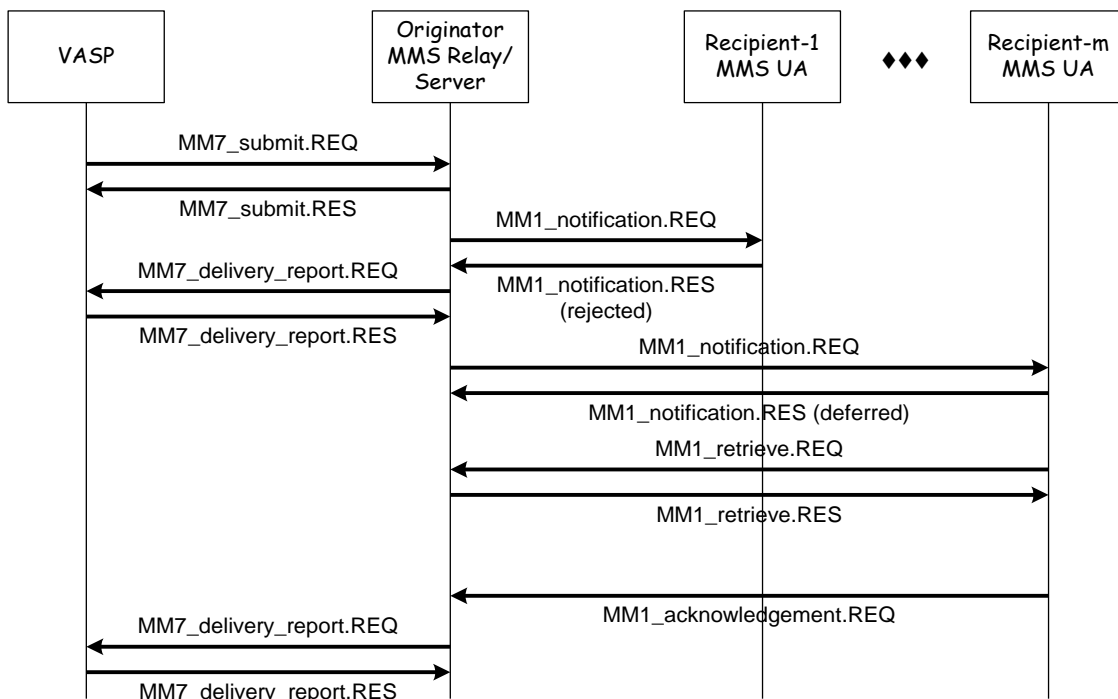 VASP
Originator
MMS Relay/
Server
Recipient-1
MMS UA
Recipient-m
MMS UA
MM7_submit.REQ
MM7_submit.RES
MM1_notification.REQ
MM7_delivery_report.REQ
MM1_notification.RES
(rejected)
MM7_delivery_report.RES
MM1_notification.REQ
MM1_notification.RES (deferred)
MM1_retrieve.REQ
MM1_retrieve.RES
MM1_acknowledgement.REQ
MM7_delivery_report.REQ
MM7_delivery_report.RES